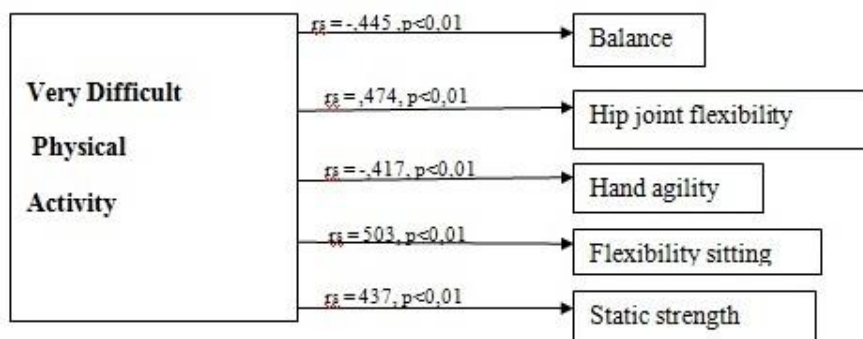 Very Difficult
Physical
Activity
rs = -,445 ,p<0,01
Balance
rs = ,474, p<0,01
Hip joint flexibility
rs = -,417, p<0,01
Hand agility
rs = 503, p<0,01
Flexibility sitting
rs = 437, p<0,01
Static strength